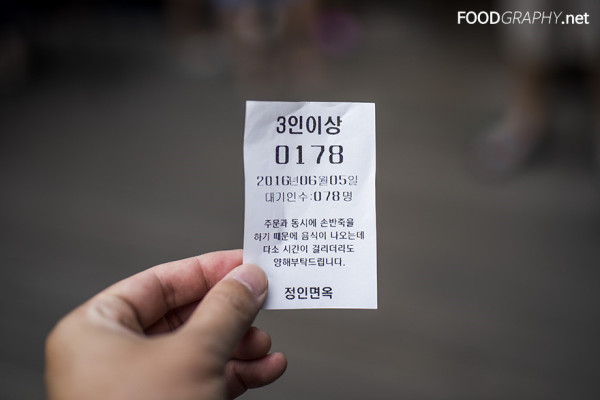 FOODGRAPHY.net
3인이상
0178
2016년06월05일
대기인수:078명
주문과 동시에 손반죽을
하기 때문에 음식이 나오는데
다소 시간이 걸리더라도
양해부탁드립니다.
정인면옥